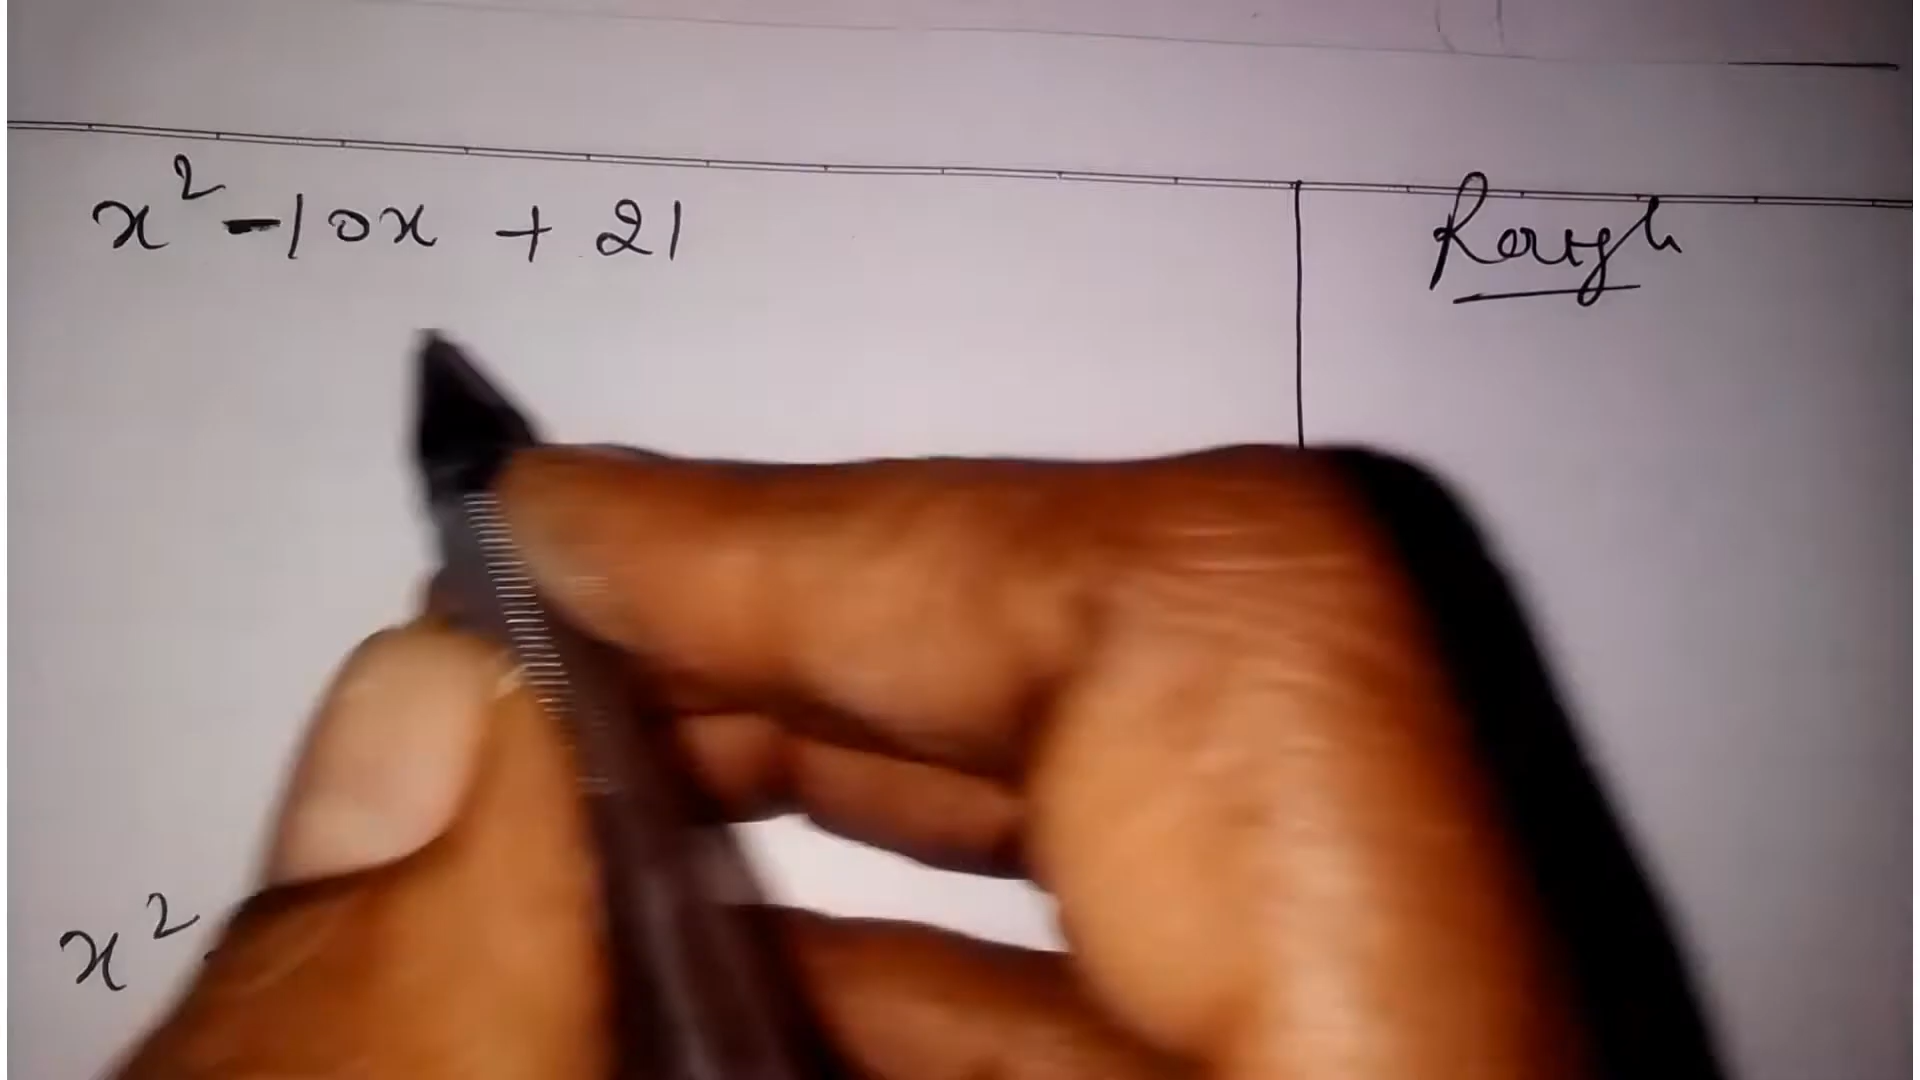 x² -10x + 21
Rough
x²